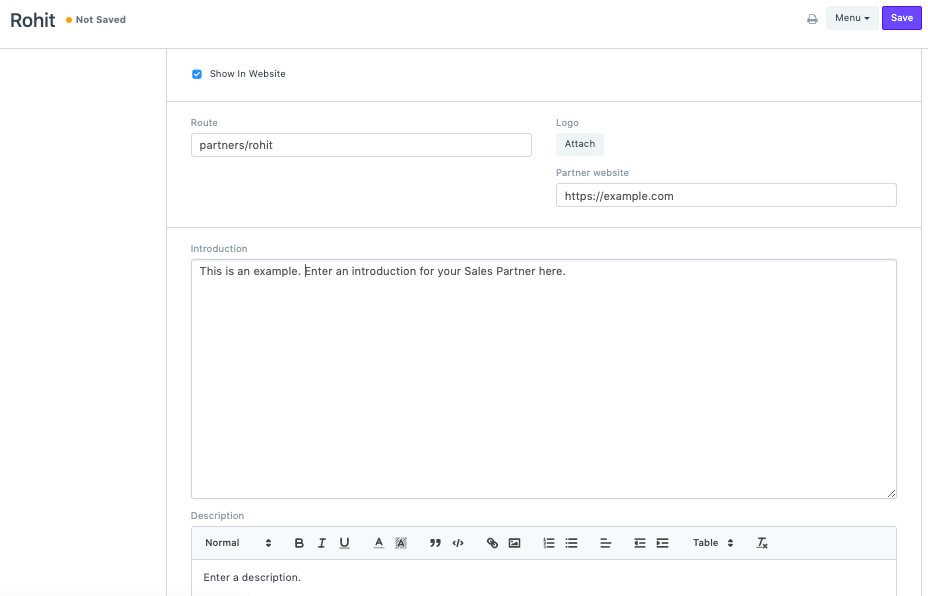 Rohit
Not Saved
Menu
Save
Show In Website
Route
partners/rohit
Logo
Attach
Partner website
https://example.com
Introduction
This is an example. Enter an introduction for your Sales Partner here.
Description
Normal
B I U A A
Table
Enter a description.